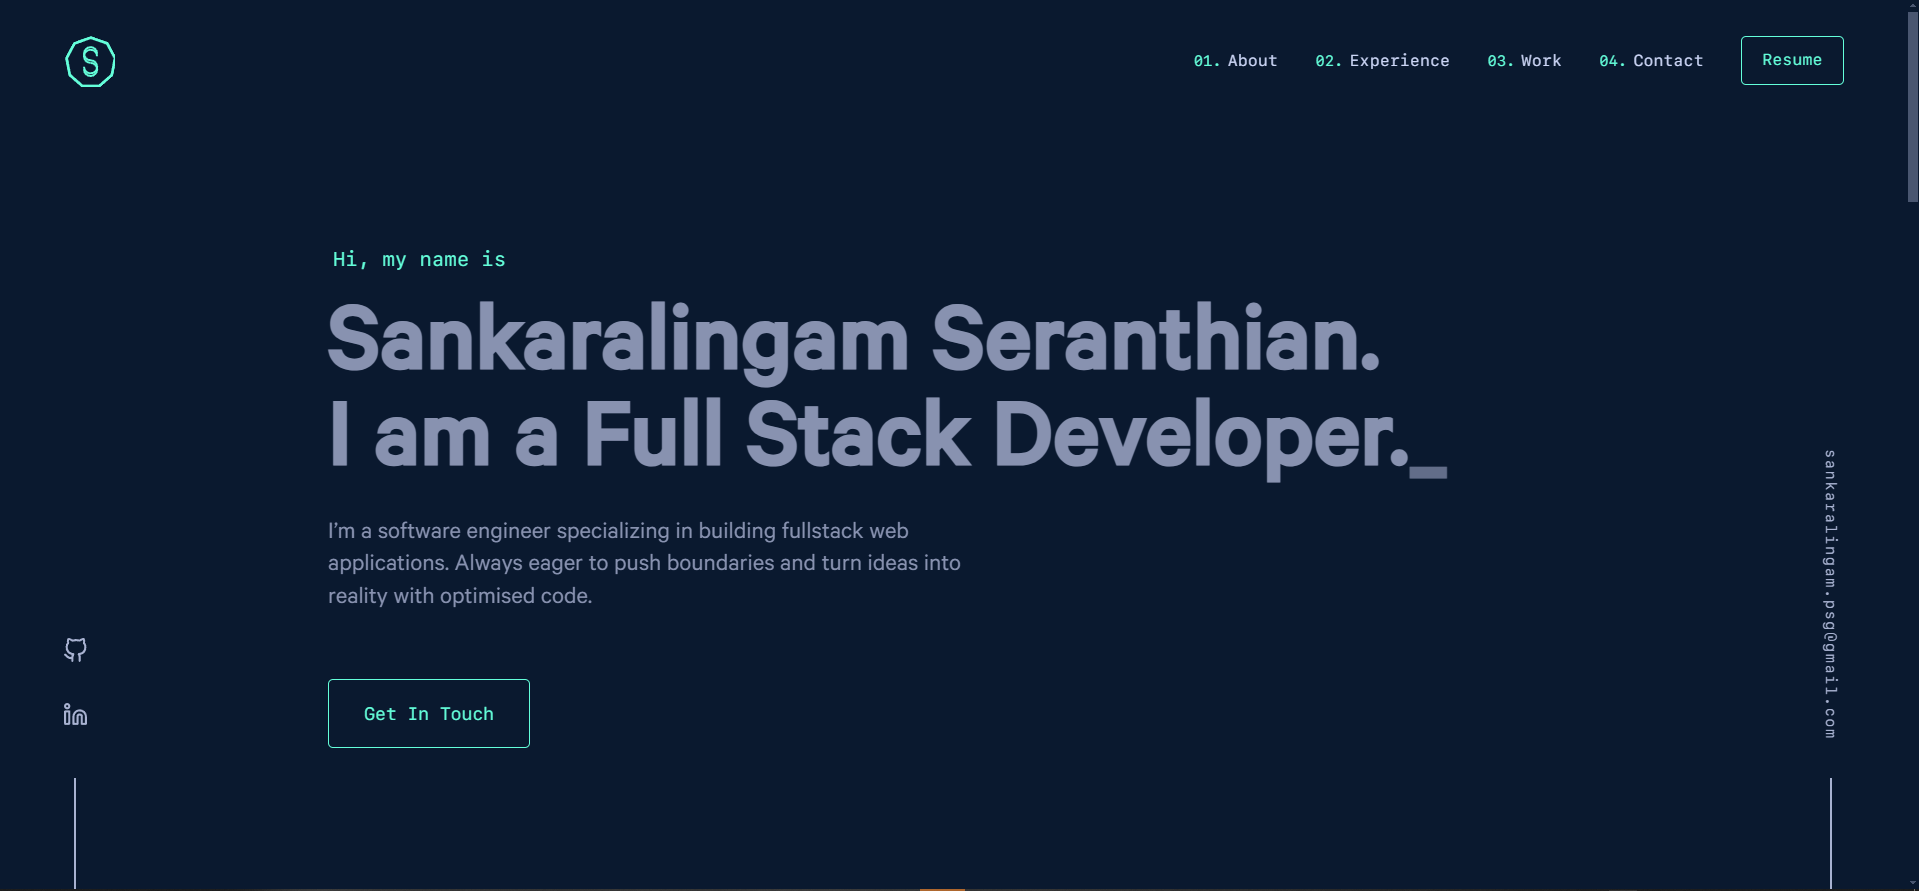 S
01. About
02. Experience
03. Work
04. Contact
Resume
Hi, my name is
Sankaralingam Seranthian.
I am a Full Stack Developer._
I’m a software engineer specializing in building fullstack web
applications. Always eager to push boundaries and turn ideas into
reality with optimised code.
Get In Touch
in
sankaralingam.psg@gmail.com